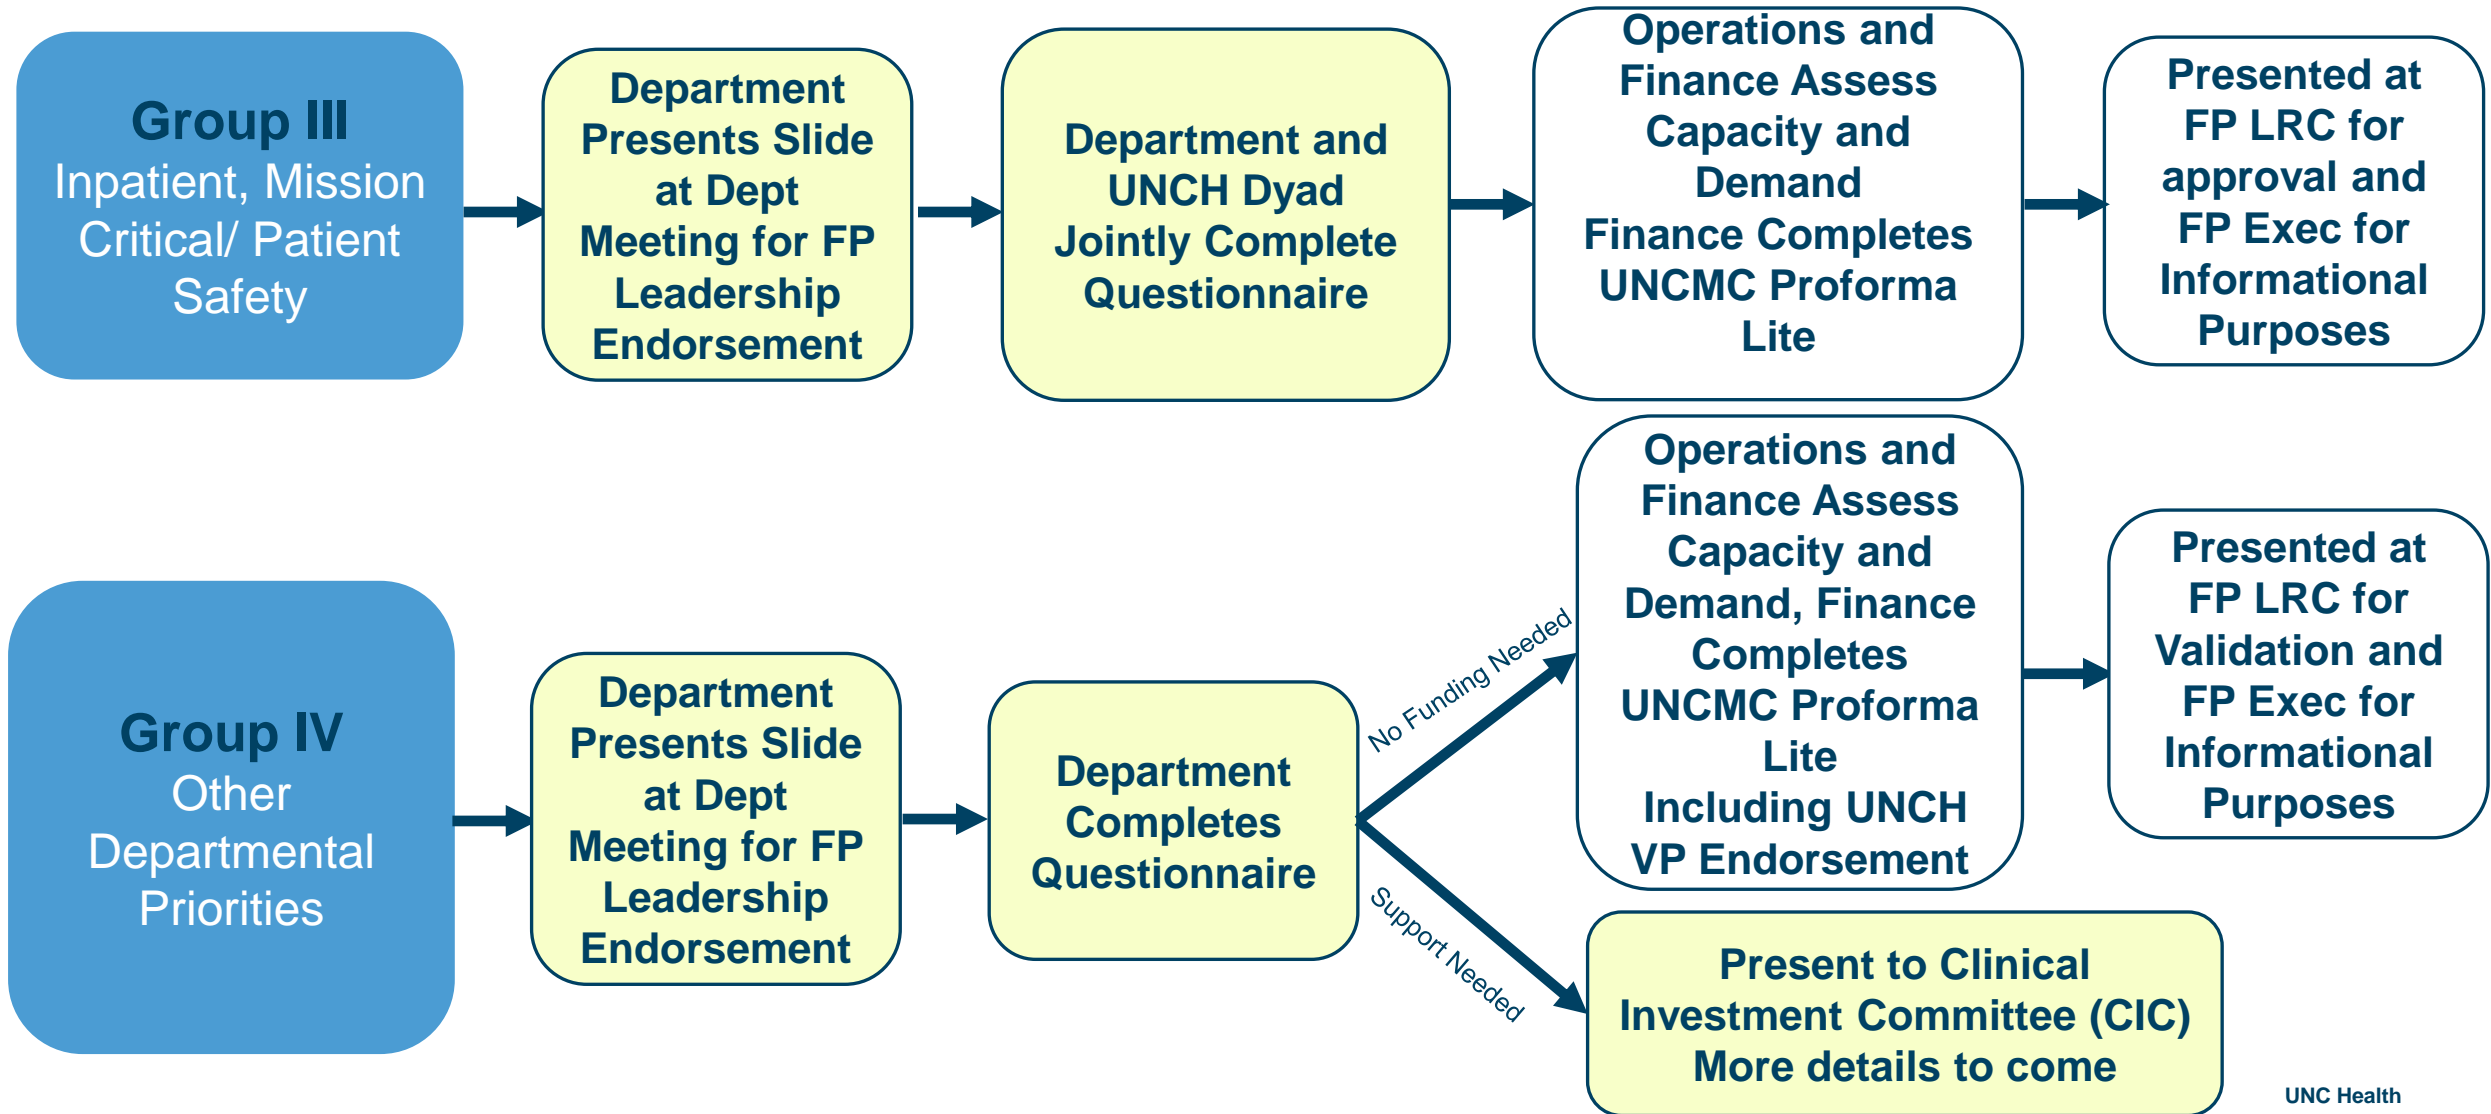 Group III
Inpatient, Mission
Critical/ Patient
Safety
Department
Presents Slide
at Dept
Meeting for FP
Leadership
Endorsement
Department and
UNCH Dyad
Jointly Complete
Questionnaire
Operations and
Finance Assess
Capacity and
Demand
Finance Completes
UNCMC Proforma
Lite
Presented at
FP LRC for
approval and
FP Exec for
Informational
Purposes
Group IV
Other
Departmental
Priorities
Department
Presents Slide
at Dept
Meeting for FP
Leadership
Endorsement
Department
Completes
Questionnaire
No Funding Needed
Operations and
Finance Assess
Capacity and
Demand, Finance
Completes
UNCMC Proforma
Lite
Including UNCH
VP Endorsement
Presented at
FP LRC for
Validation and
FP Exec for
Informational
Purposes
Support Needed
Present to Clinical
Investment Committee (CIC)
More details to come
UNC Health